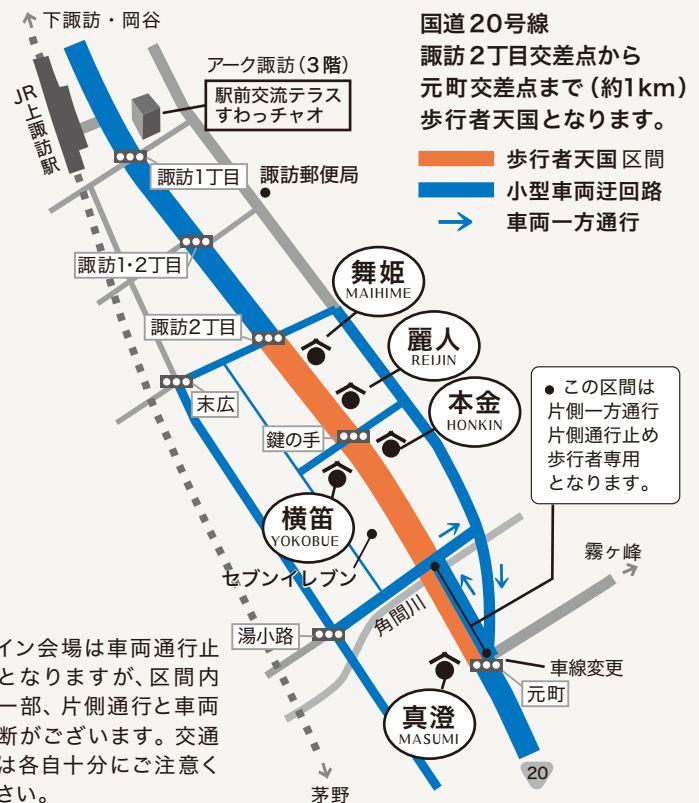 下諏訪・岡谷
国道20号線
諏訪2丁目交差点から
元町交差点まで(約1km)
歩行者天国となります。
歩行者天国区間
小型車両迂回路
車両一方通行
JR上諏訪駅
アーク諏訪(3階)
駅前交流テラス
すわっチャオ
諏訪1丁目
諏訪郵便局
諏訪1・2丁目
舞姫
MAIHIME
諏訪2丁目
麗人
REIJIN
末広
本金
HONKIN
鍵の手
● この区間は
片側一方通行
片側通行止め
歩行者専用
となります。
横笛
YOKOBUE
セブンイレブン
霧ヶ峰
角間川
湯小路
車線変更
元町
真澄
MASUMI
20
茅野
イン会場は車両通行止
となりますが、区間内
一部、片側通行と車両
断がございます。交通
は各自十分にご注意く
さい。